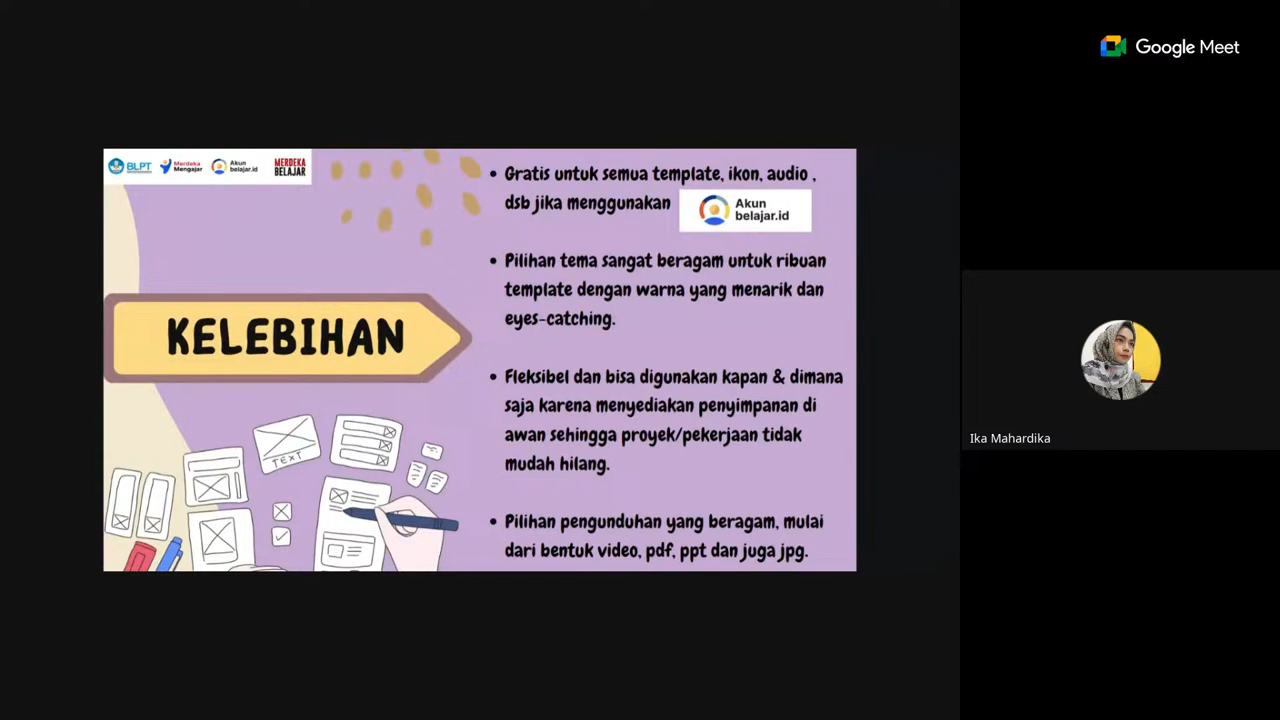 Google Meet
BLPT
Merdeka
Mengajar
Akun
belajar.id
MERDEKA
BELAJAR
KELEBIHAN
TEXT
• Gratis untuk semua template, ikon, audio ,
dsb jika menggunakan
Akun
belajar.id
• Pilihan tema sangat beragam untuk ribuan
template dengan warna yang menarik dan
eyes-catching.
• Fleksibel dan bisa digunakan kapan & dimana
saja karena menyediakan penyimpanan di
awan sehingga proyek/pekerjaan tidak
mudah hilang.
• Pilihan pengunduhan yang beragam, mulai
dari bentuk video, pdf, ppt dan juga jpg.
Ika Mahardika